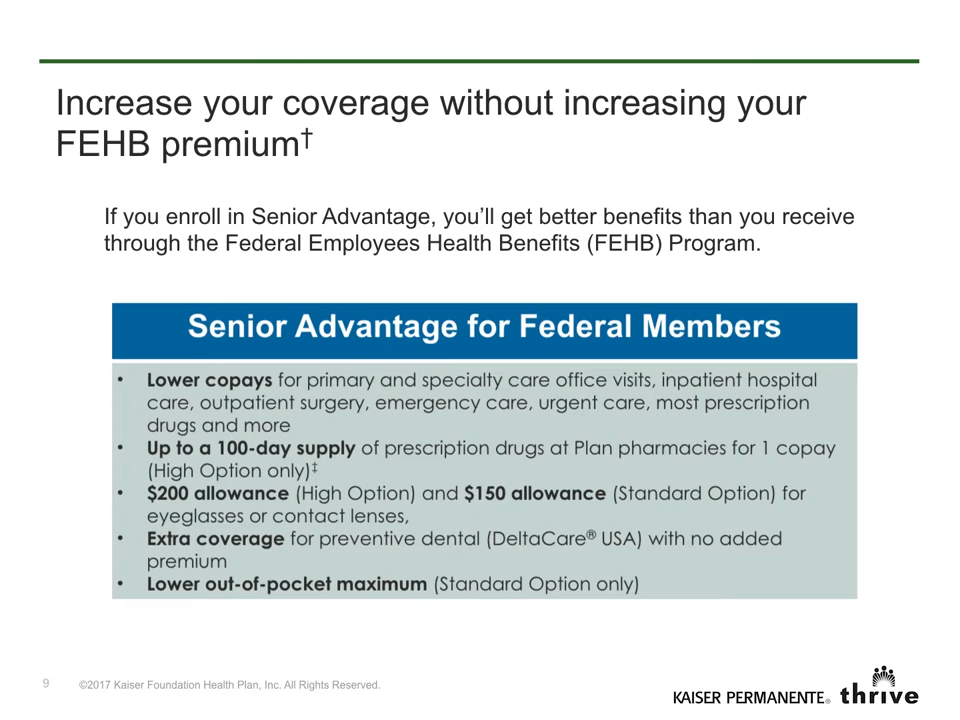 Increase your coverage without increasing your
FEHB premium†
If you enroll in Senior Advantage, you’ll get better benefits than you receive
through the Federal Employees Health Benefits (FEHB) Program.
Senior Advantage for Federal Members
• Lower copays for primary and specialty care office visits, inpatient hospital
care, outpatient surgery, emergency care, urgent care, most prescription
drugs and more
• Up to a 100-day supply of prescription drugs at Plan pharmacies for 1 copay
(High Option only)‡
• $200 allowance (High Option) and $150 allowance (Standard Option) for
eyeglasses or contact lenses,
• Extra coverage for preventive dental (DeltaCare® USA) with no added
premium
• Lower out-of-pocket maximum (Standard Option only)
9 ©2017 Kaiser Foundation Health Plan, Inc. All Rights Reserved.
KAISER PERMANENTE® thrive